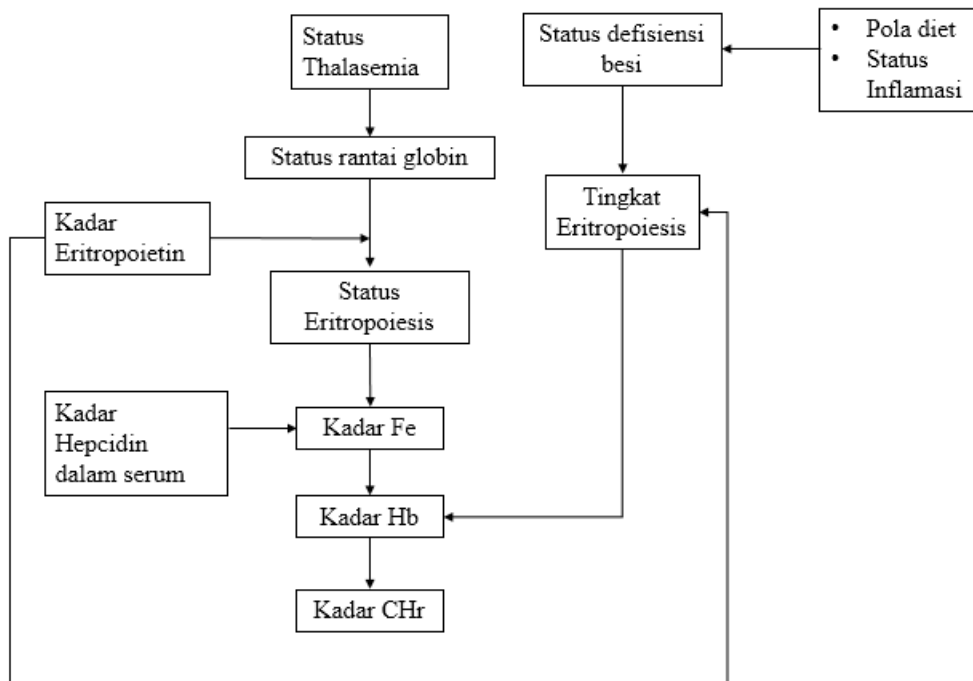 Status
Thalasemia
Status defisiensi
besi
• Pola diet
• Status
Inflamasi
Status rantai globin
Kadar
Eritropoietin
Tingkat
Eritropoiesis
Status
Eritropoiesis
Kadar
Hepcidin
dalam serum
Kadar Fe
Kadar Hb
Kadar CHr